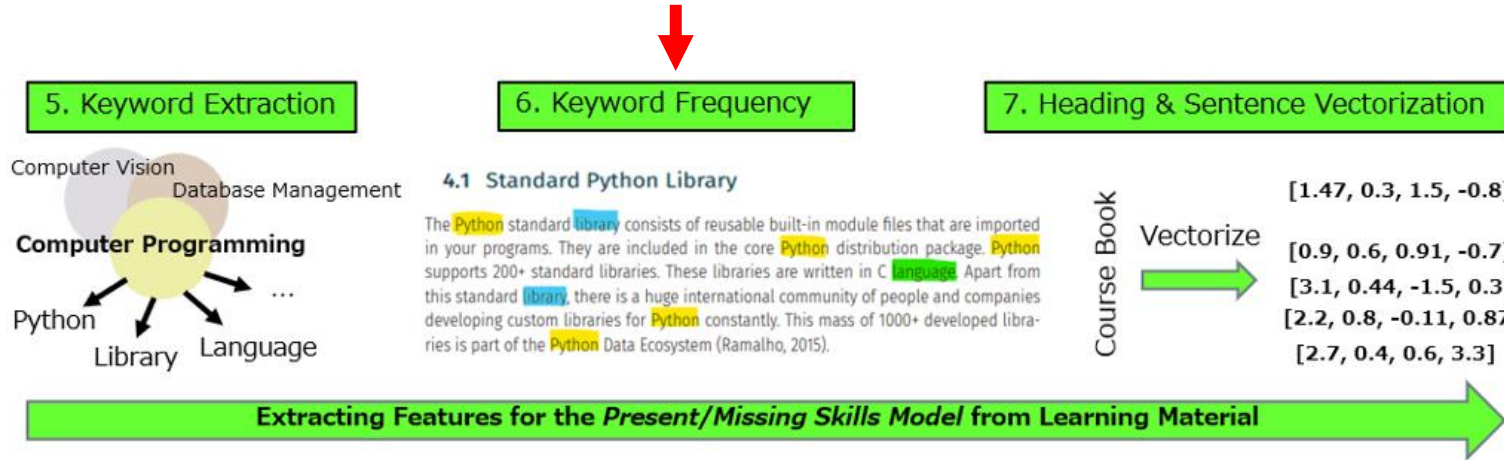 5. Keyword Extraction
6. Keyword Frequency
7. Heading & Sentence Vectorization
Computer Vision
Database Management
Computer Programming
...
Python
Library
Language
4.1 Standard Python Library
The Python standard library consists of reusable built-in module files that are imported
in your programs. They are included in the core Python distribution package. Python
supports 200+ standard libraries. These libraries are written in C language. Apart from
this standard library, there is a huge international community of people and companies
developing custom libraries for Python constantly. This mass of 1000+ developed libra-
ries is part of the Python Data Ecosystem (Ramalho, 2015).
Course Book
Vectorize
[1.47, 0.3, 1.5, -0.8]
[0.9, 0.6, 0.91, -0.7]
[3.1, 0.44, -1.5, 0.3
[2.2, 0.8, -0.11, 0.87
[2.7, 0.4, 0.6, 3.3]
Extracting Features for the Present/Missing Skills Model from Learning Material